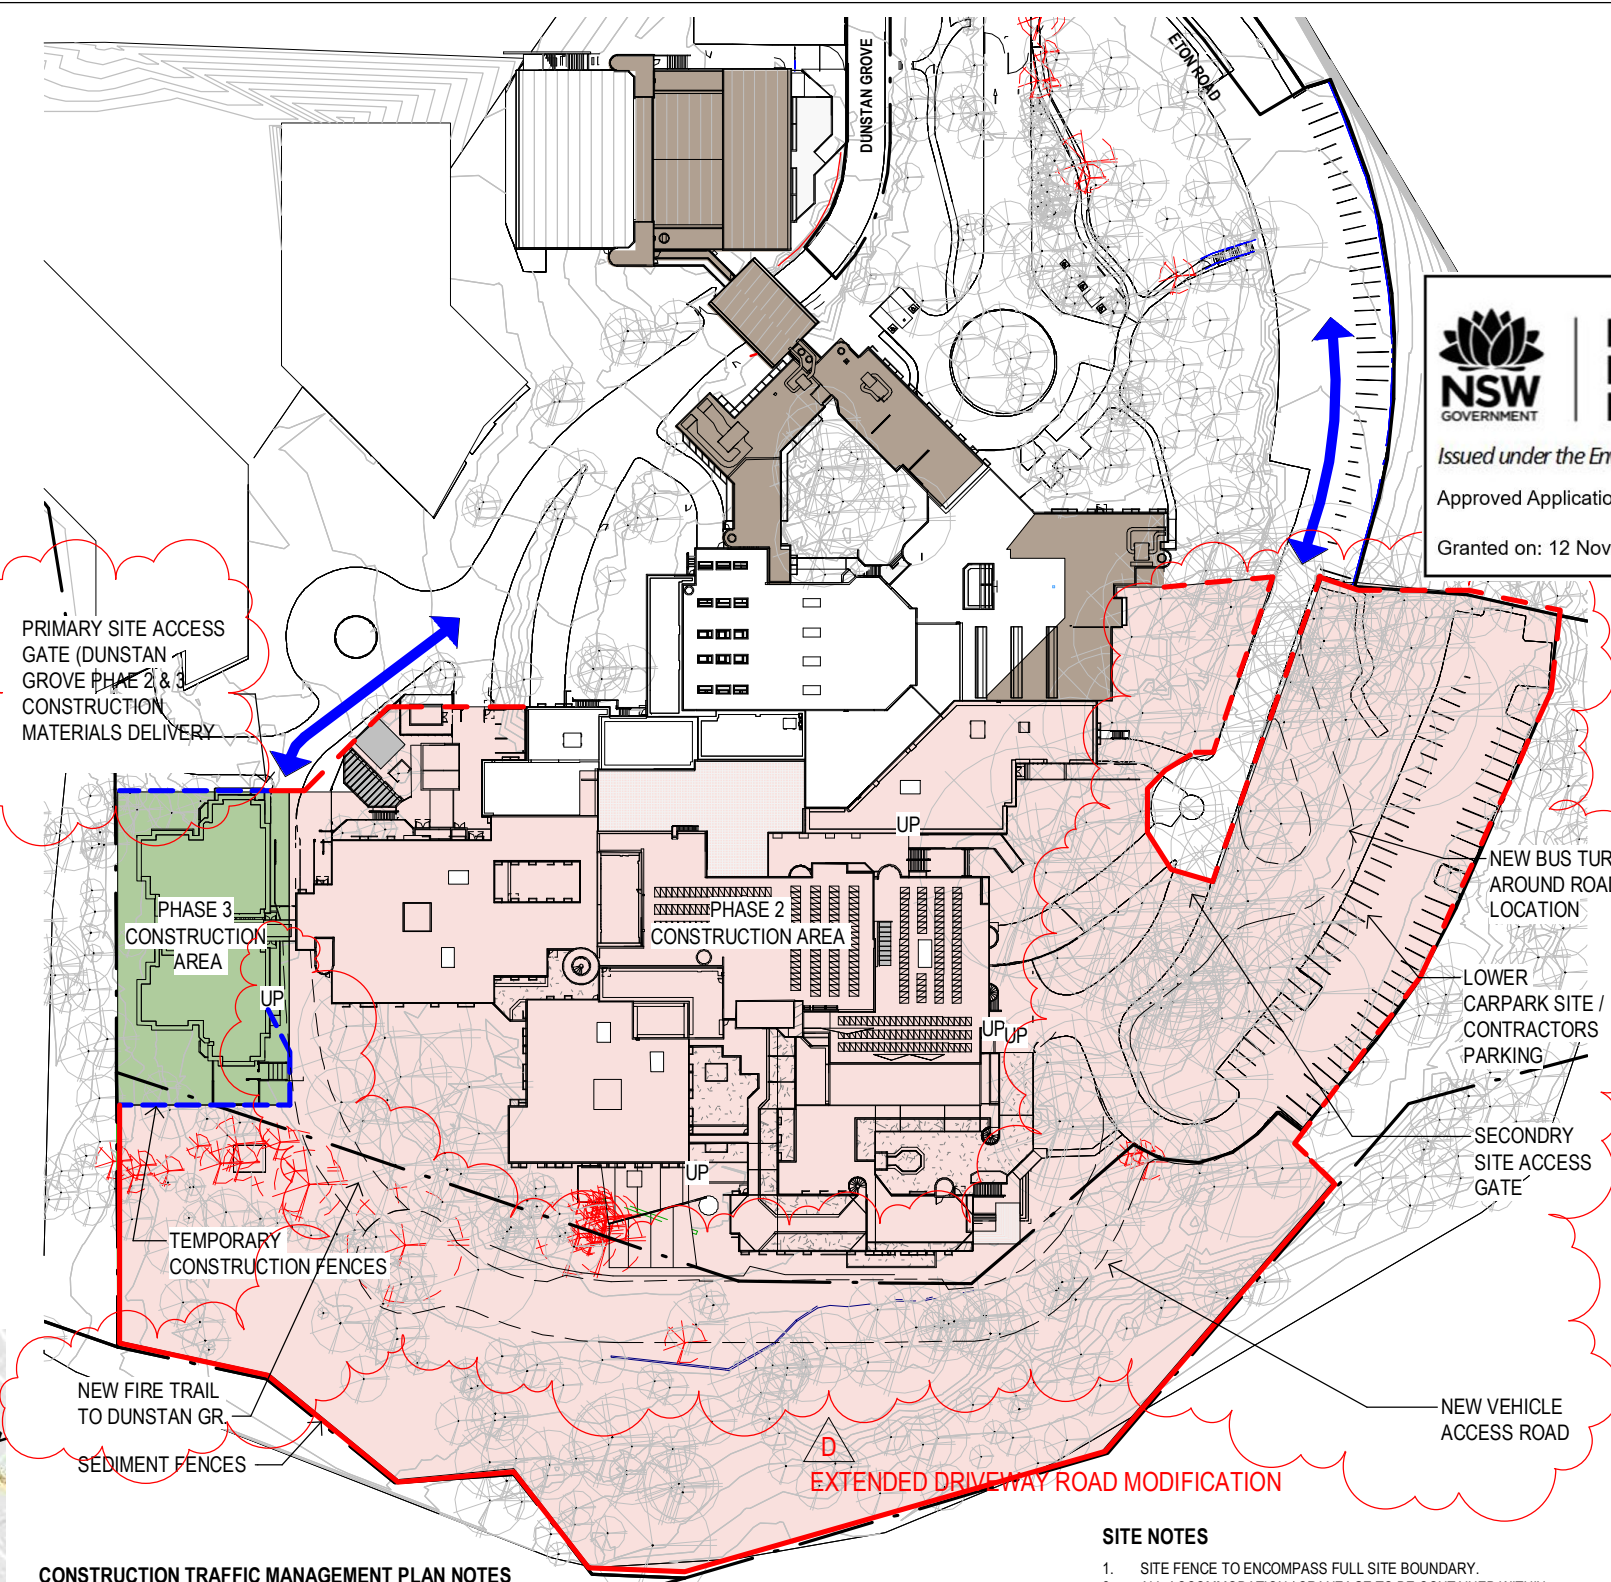 DUNSTAN GROVE
ETON ROAD
NSW
GOVERNMENT
Issued under the
Approved
Granted on: 12 Nov
PRIMARY SITE ACCESS
GATE (DUNSTAN
GROVE PHAE 2 & 3
CONSTRUCTION
MATERIALS DELIVERY
UP
NEW BUS
AROUND
LOCATION
PHASE 3
CONSTRUCTION
AREA
PHASE 2
CONSTRUCTION AREA
UP
LOWER
CARPARK SITE /
CONTRACTORS
PARKING
UP
UP
SECONDRY
SITE ACCESS
GATE
UP
TEMPORARY
CONSTRUCTION FENCES
NEW FIRE TRAIL
TO DUNSTAN GR.
SEDIMENT FENCES
NEW VEHICLE
ACCESS ROAD
D
EXTENDED DRIVEWAY ROAD MODIFICATION
SITE NOTES
1. SITE FENCE TO ENCOMPASS FULL SITE BOUNDARY.
CONSTRUCTION TRAFFIC MANAGEMENT PLAN NOTES